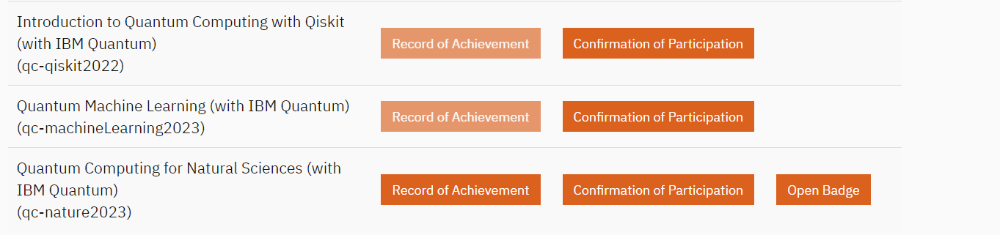 Introduction to Quantum Computing with Qiskit
(with IBM Quantum)
(qc-qiskit2022)
Record of Achievement
Confirmation of Participation
Quantum Machine Learning (with IBM Quantum)
(qc-machineLearning2023)
Record of Achievement
Confirmation of Participation
Quantum Computing for Natural Sciences (with
IBM Quantum)
(qc-nature2023)
Record of Achievement
Confirmation of Participation
Open Badge